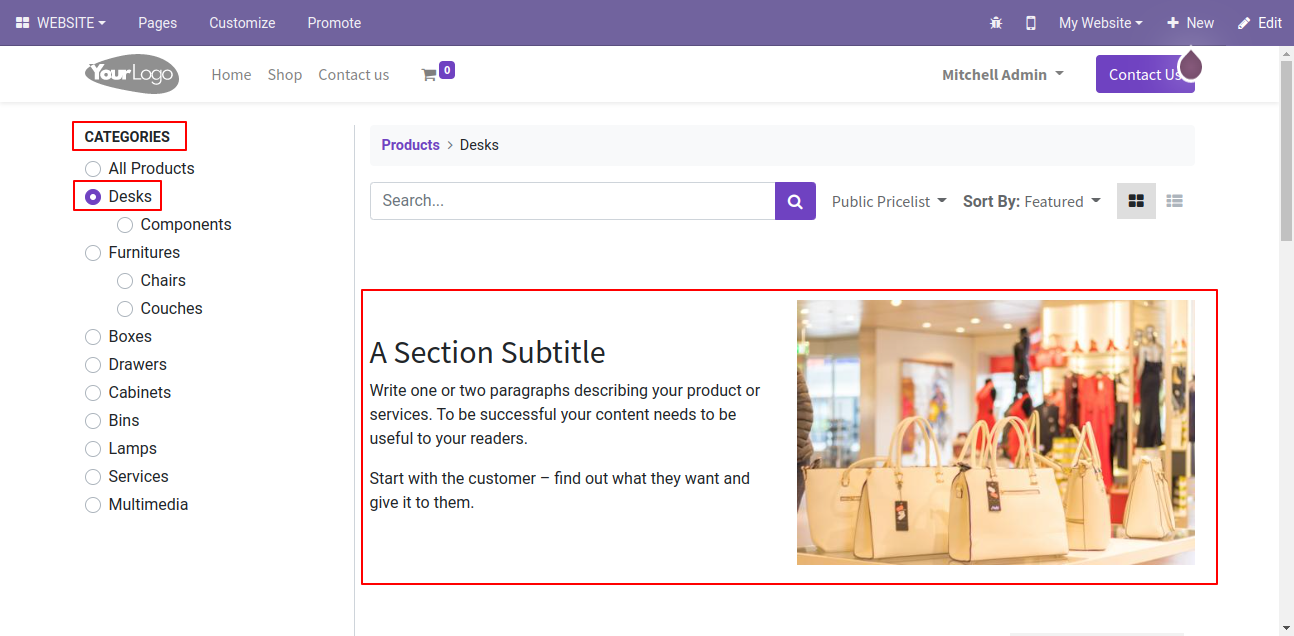 WEBSITE Pages Customize Promote My Website New Edit
YourLogo Home Shop Contact us 0 Mitchell Admin Contact Us
CATEGORIES
All Products
Desks
Components
Furnitures
Chairs
Couches
Boxes
Drawers
Cabinets
Bins
Lamps
Services
Multimedia
Products > Desks
Search... Public Pricelist Sort By: Featured
A Section Subtitle
Write one or two paragraphs describing your product or
services. To be successful your content needs to be
useful to your readers.
Start with the customer – find out what they want and
give it to them.